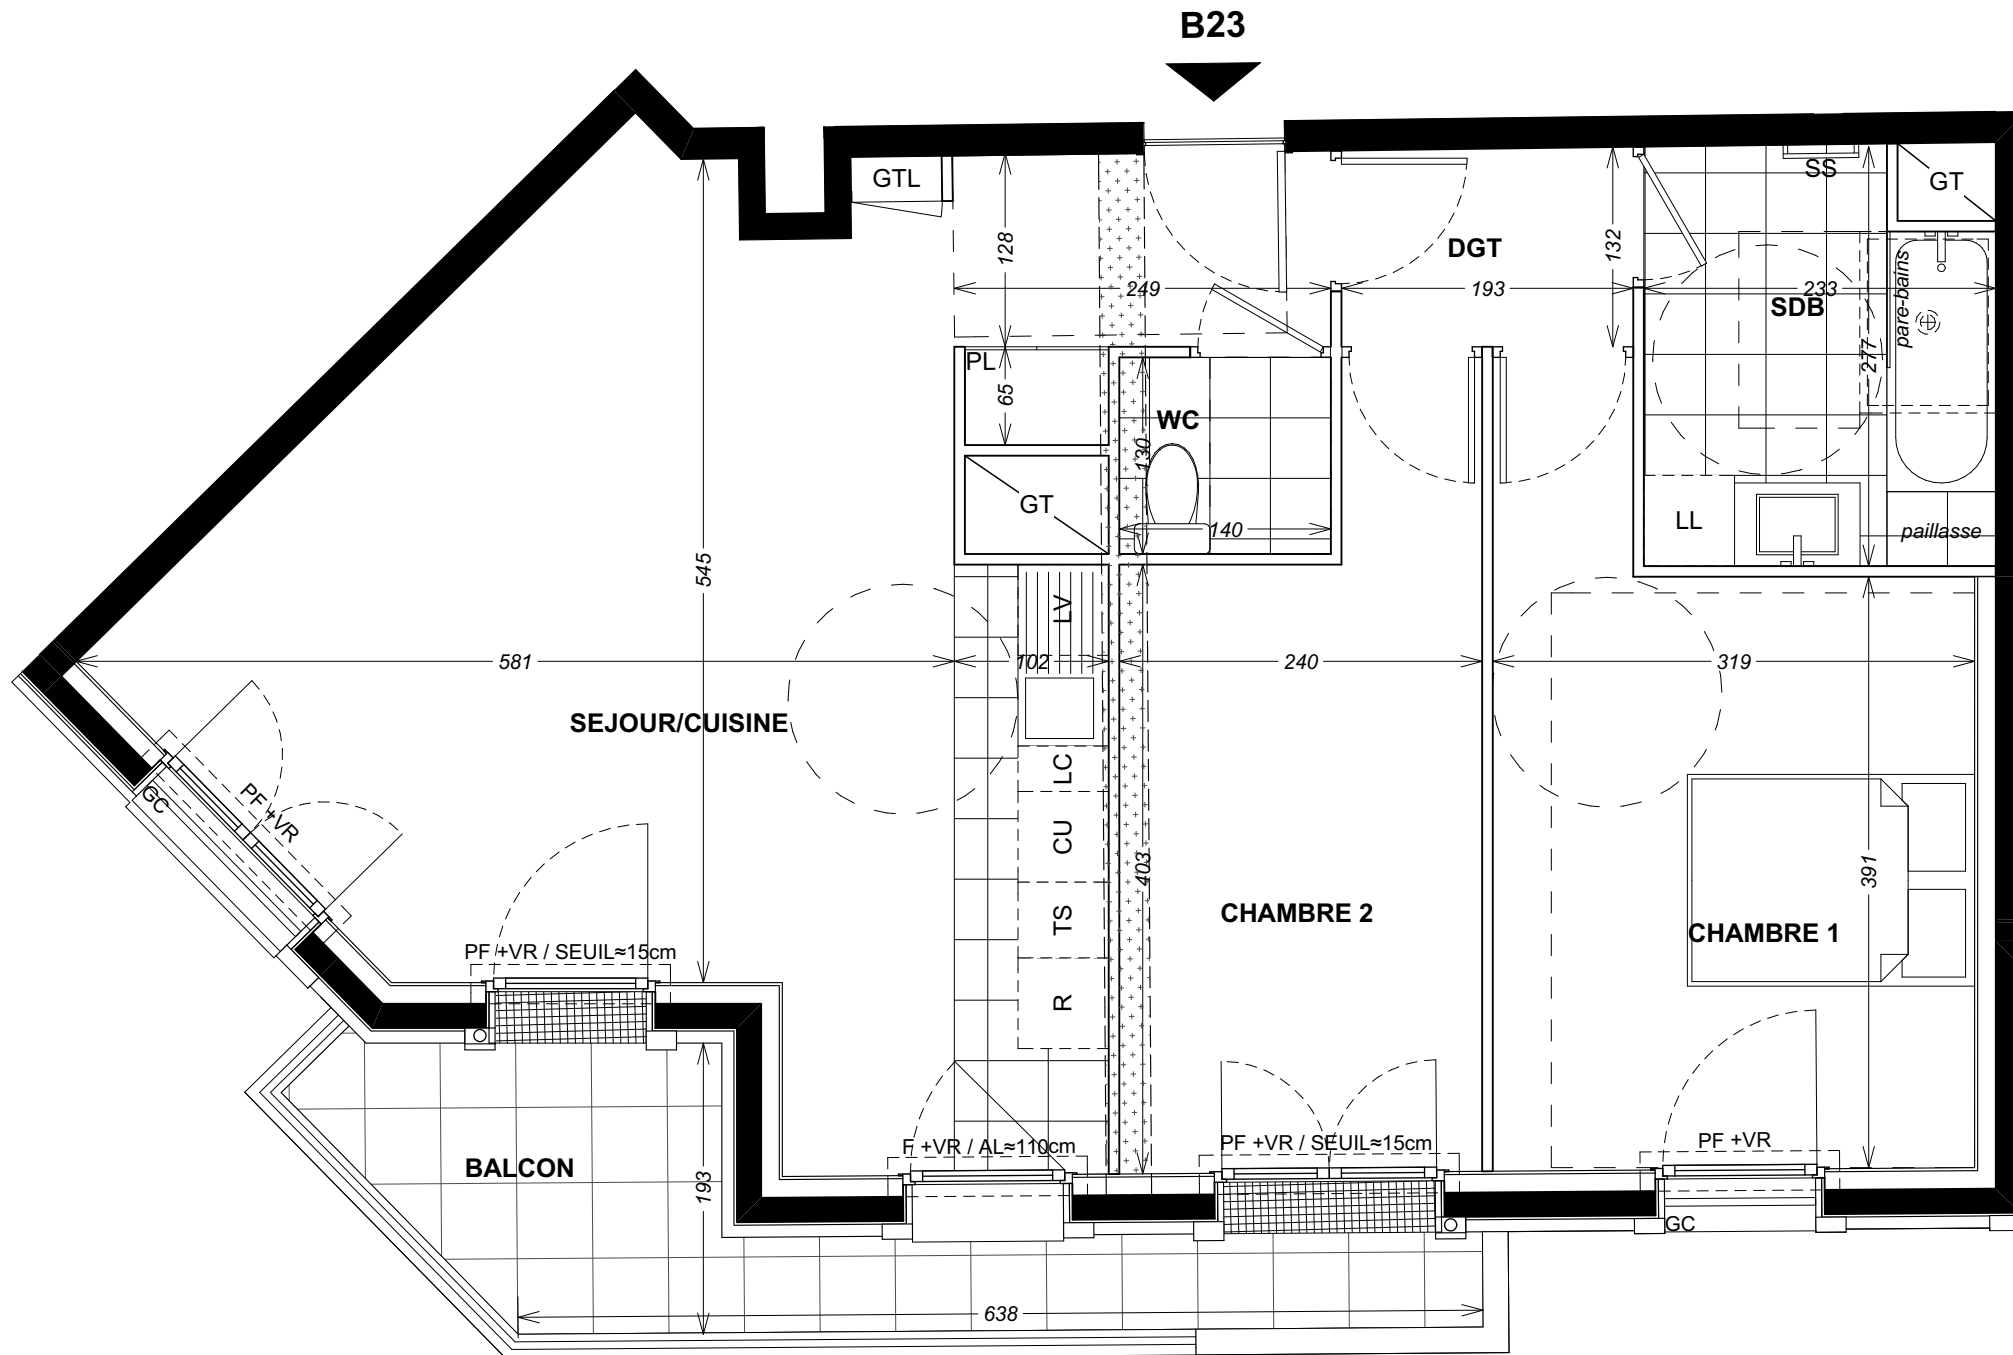 B23
GTL
SS
GT
128
DGT
132
249
193
233
SDB
pare-bains
277
PL
65
WC
130
GT
140
LL
paillasse
545
LV
581
102
240
319
SEJOUR/CUISINE
LC
GC
PF +VR
CU
403
391
TS
CHAMBRE 2
CHAMBRE 1
PF +VR / SEUIL≈15cm
R
F +VR / AL≈110cm
PF +VR / SEUIL≈15cm
PF +VR
BALCON
193
GC
638